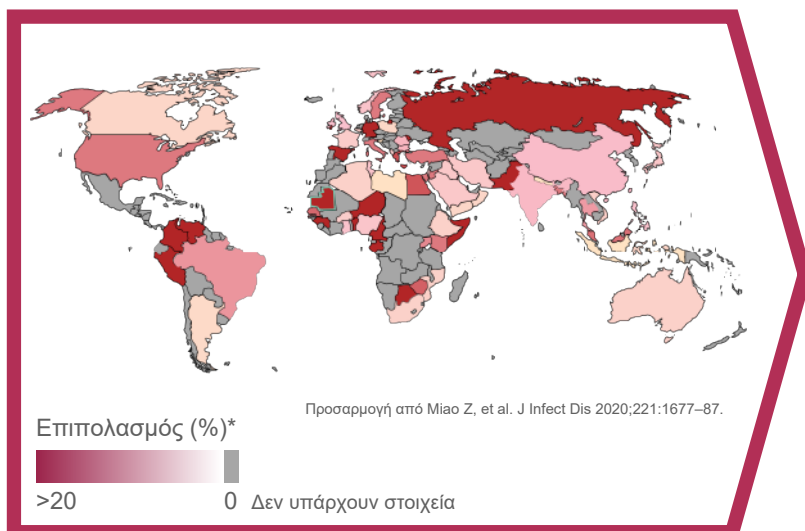 Προσαρμογή από Miao Z, et al. J Infect Dis 2020;221:1677–87.
Επιπολασμός (%)*
>20 0 Δεν υπάρχουν στοιχεία